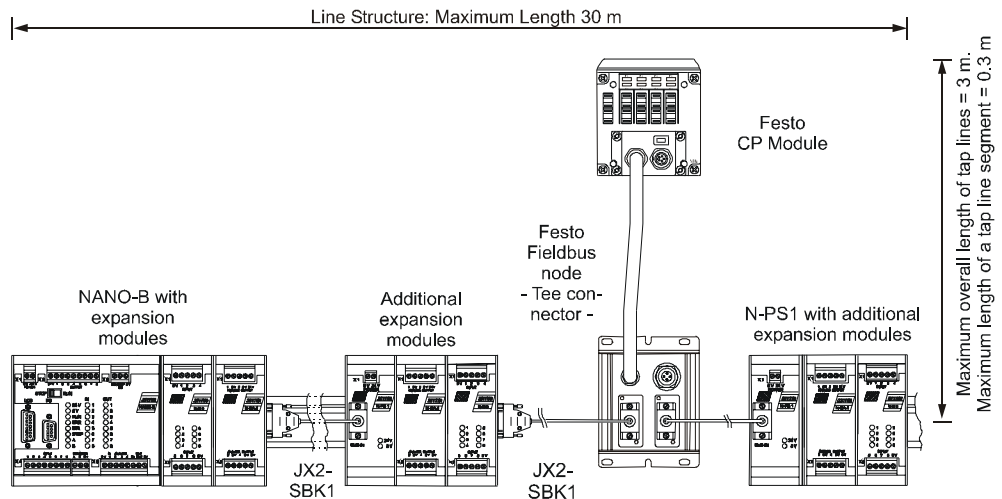 Line Structure: Maximum Length 30 m
Maximum overall length of tap lines = 3 m.
Maximum length of a tap line segment = 0.3 m
Festo
CP Module
Festo
Fieldbus
node
- Tee con-
nector -
NANO-B with
expansion
modules
Additional
expansion
modules
N-PS1 with additional
expansion modules
JX2-
SBK1
JX2-
SBK1